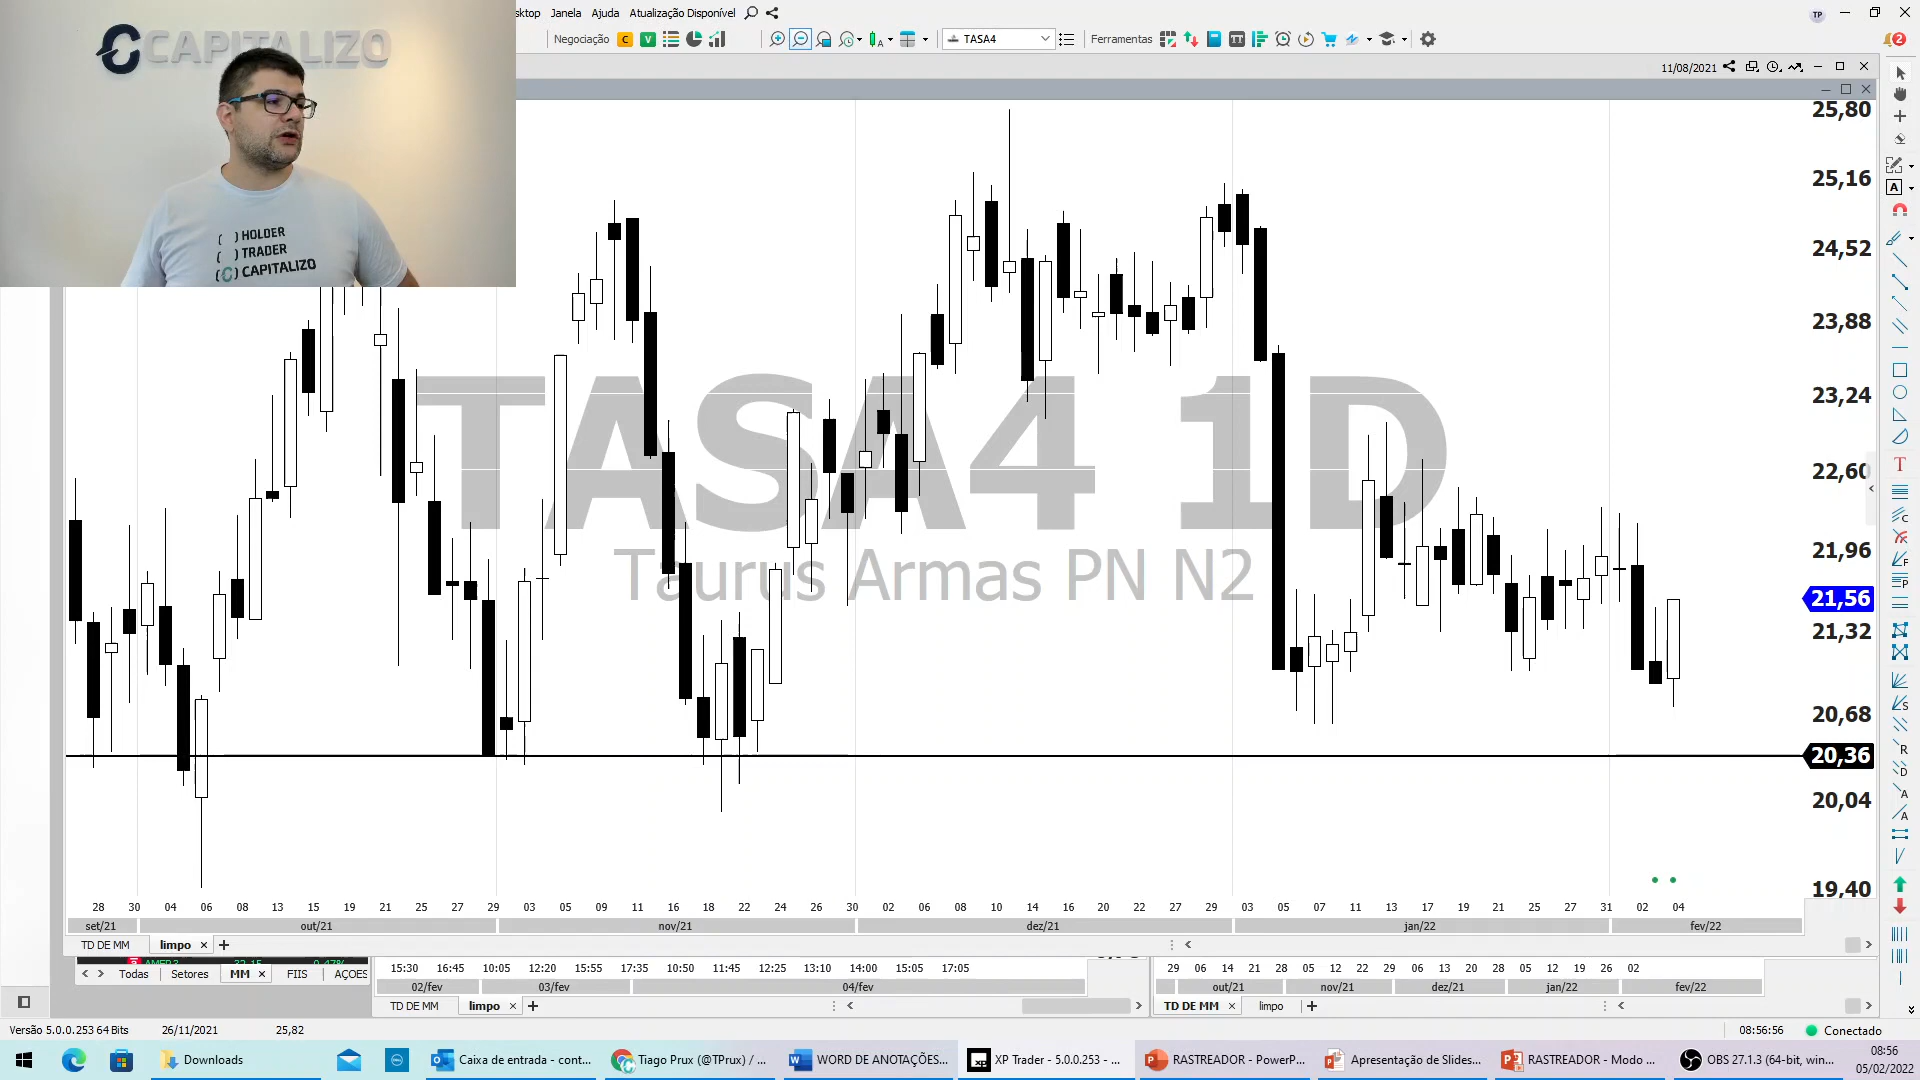 CAPITALIZO
( ) HOLDER
( ) TRADER
( ) CAPITALIZO
sktop Janela Ajuda Atualização Disponível
TP
Negociação C V
TASA4
Ferramentas
2
11/08/2021
TASA4 1D
Taurus Armas PN N2
25,80
25,16
24,52
23,88
23,24
22,60
21,96
21,56
21,32
20,68
20,36
20,04
19,40
28 30 04 06 08 13 15 19 21 25 27 29 03 05 09 11 16 18 22 24 26 30 02 06 08 10 14 16 20 22 27 29 03 05 07 11 13 17 19 21 25 27 31 02 04
set/21 out/21 nov/21 dez/21 jan/22 fev/22
TD DE MM limpo × +
AMER3 32,15 0,47%
Todas Setores MM × FIIS AÇOES
15:30 16:45 10:05 12:20 15:55 17:35 10:50 11:45 12:25 13:10 14:00 15:05 17:05
02/fev 03/fev 04/fev
TD DE MM limpo × +
29 06 14 21 28 05 12 22 29 06 13 20 28 05 12 19 26 02
out/21 nov/21 dez/21 jan/22 fev/22
TD DE MM × limpo +
Versão 5.0.0.253 64 Bits 26/11/2021 25,82
08:56:56 Conectado
Downloads
Caixa de entrada - cont...
Tiago Prux (@TPrux) / ...
WORD DE ANOTAÇÕES...
XP Trader - 5.0.0.253 - ...
RASTREADOR - PowerP...
Apresentação de Slides...
RASTREADOR - Modo ...
OBS 27.1.3 (64-bit, win...
08:56
05/02/2022